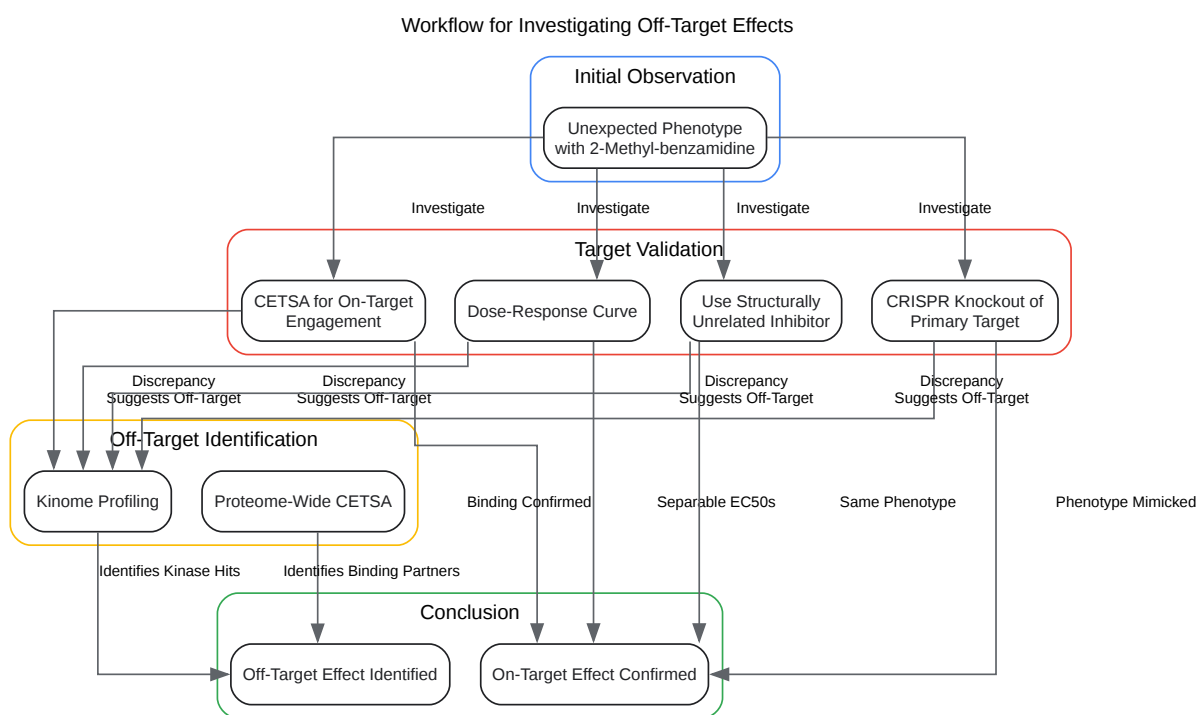 Workflow for Investigating Off-Target Effects
Initial Observation
Unexpected Phenotype
with 2-Methyl-benzamidine
Investigate
Investigate
Investigate
Investigate
Target Validation
CETSA for On-Target
Engagement
Dose-Response Curve
Use Structurally
Unrelated Inhibitor
CRISPR Knockout of
Primary Target
Discrepancy
Suggests Off-Target
Discrepancy
Suggests Off-Target
Discrepancy
Suggests Off-Target
Discrepancy
Suggests Off-Target
Off-Target Identification
Kinome Profiling
Proteome-Wide CETSA
Binding Confirmed
Separable EC50s
Same Phenotype
Phenotype Mimicked
Identifies Kinase Hits
Identifies Binding Partners
Conclusion
Off-Target Effect Identified
On-Target Effect Confirmed